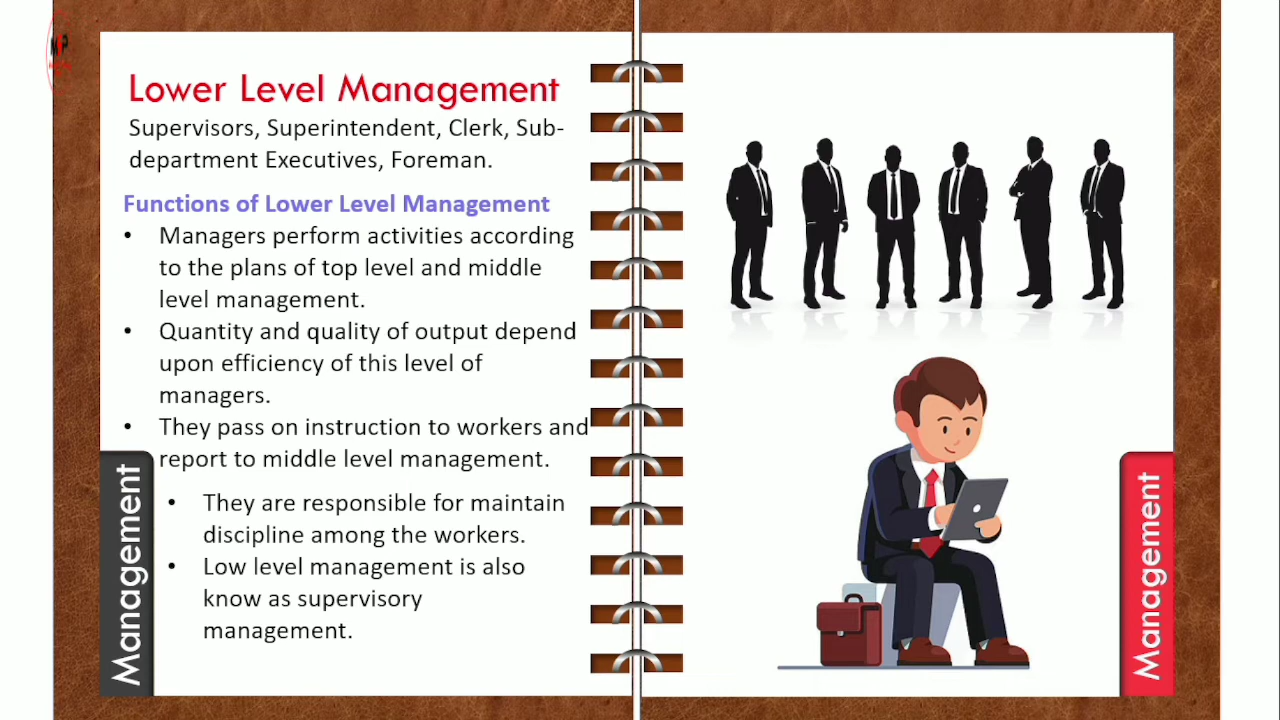 Lower Level Management
Supervisors, Superintendent, Clerk, Sub-
department Executives, Foreman.
Functions of Lower Level Management
• Managers perform activities according
to the plans of top level and middle
level management.
• Quantity and quality of output depend
upon efficiency of this level of
managers.
• They pass on instruction to workers and
report to middle level management.
• They are responsible for maintain
discipline among the workers.
• Low level management is also
know as supervisory
management.
Management
Management